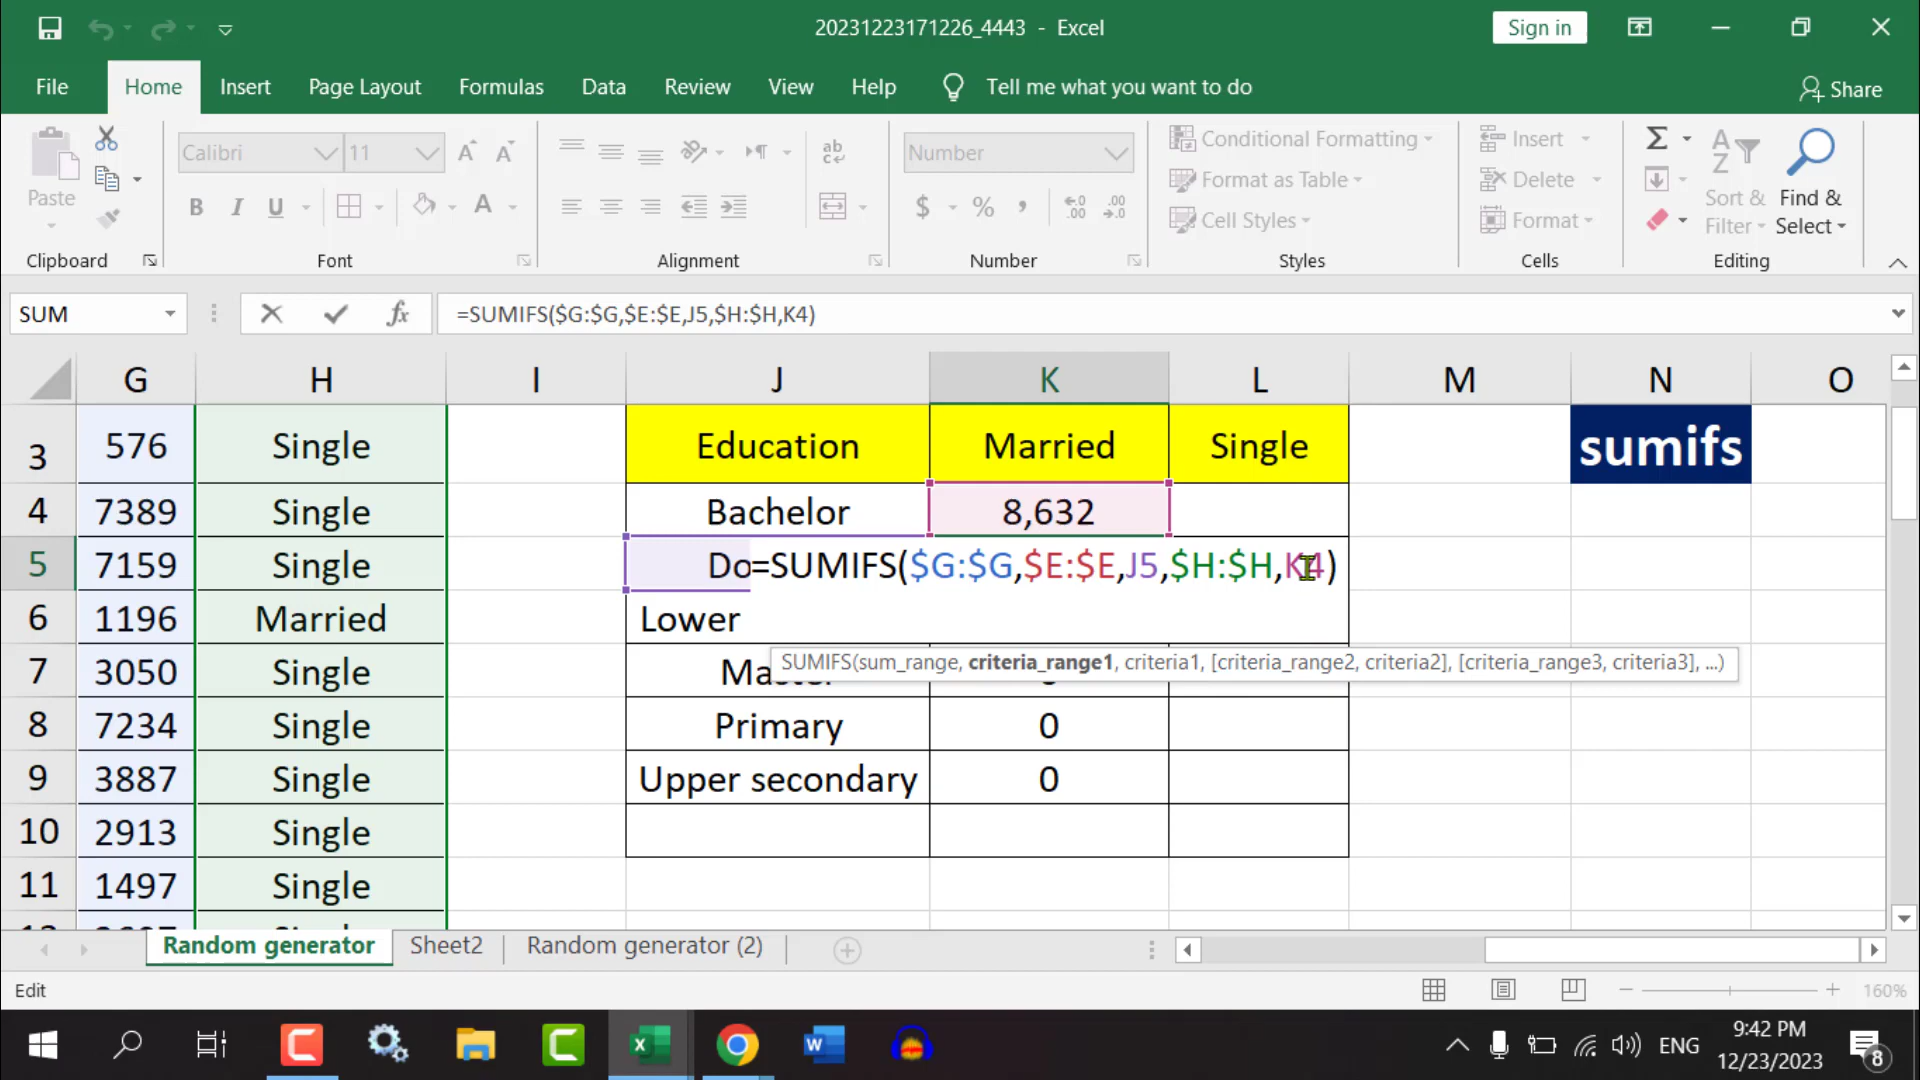 20231223171226_4443 - Excel
Sign in
File Home Insert Page Layout Formulas Data Review View Help Tell me what you want to do
Share
Paste
Calibri 11
ab
c
Number
Conditional Formatting
Format as Table
Cell Styles
Insert
Delete
Format
Sort & Filter
Find & Select
Clipboard Font Alignment Number Styles Cells Editing
SUM =SUMIFS($G:$G,$E:$E,J5,$H:$H,K4)
G H I J K L M N O
3 576 Single Education Married Single sumifs
4 7389 Single Bachelor 8,632
5 7159 Single Do=SUMIFS($G:$G,$E:$E,J5,$H:$H,K4)
6 1196 Married Lower
SUMIFS(sum_range, criteria_range1, criteria1, [criteria_range2, criteria2], [criteria_range3, criteria3], ...)
7 3050 Single
8 7234 Single Primary 0
9 3887 Single Upper secondary 0
10 2913 Single
11 1497 Single
Random generator Sheet2 Random generator (2)
Edit
160%
ENG
9:42 PM
12/23/2023
8